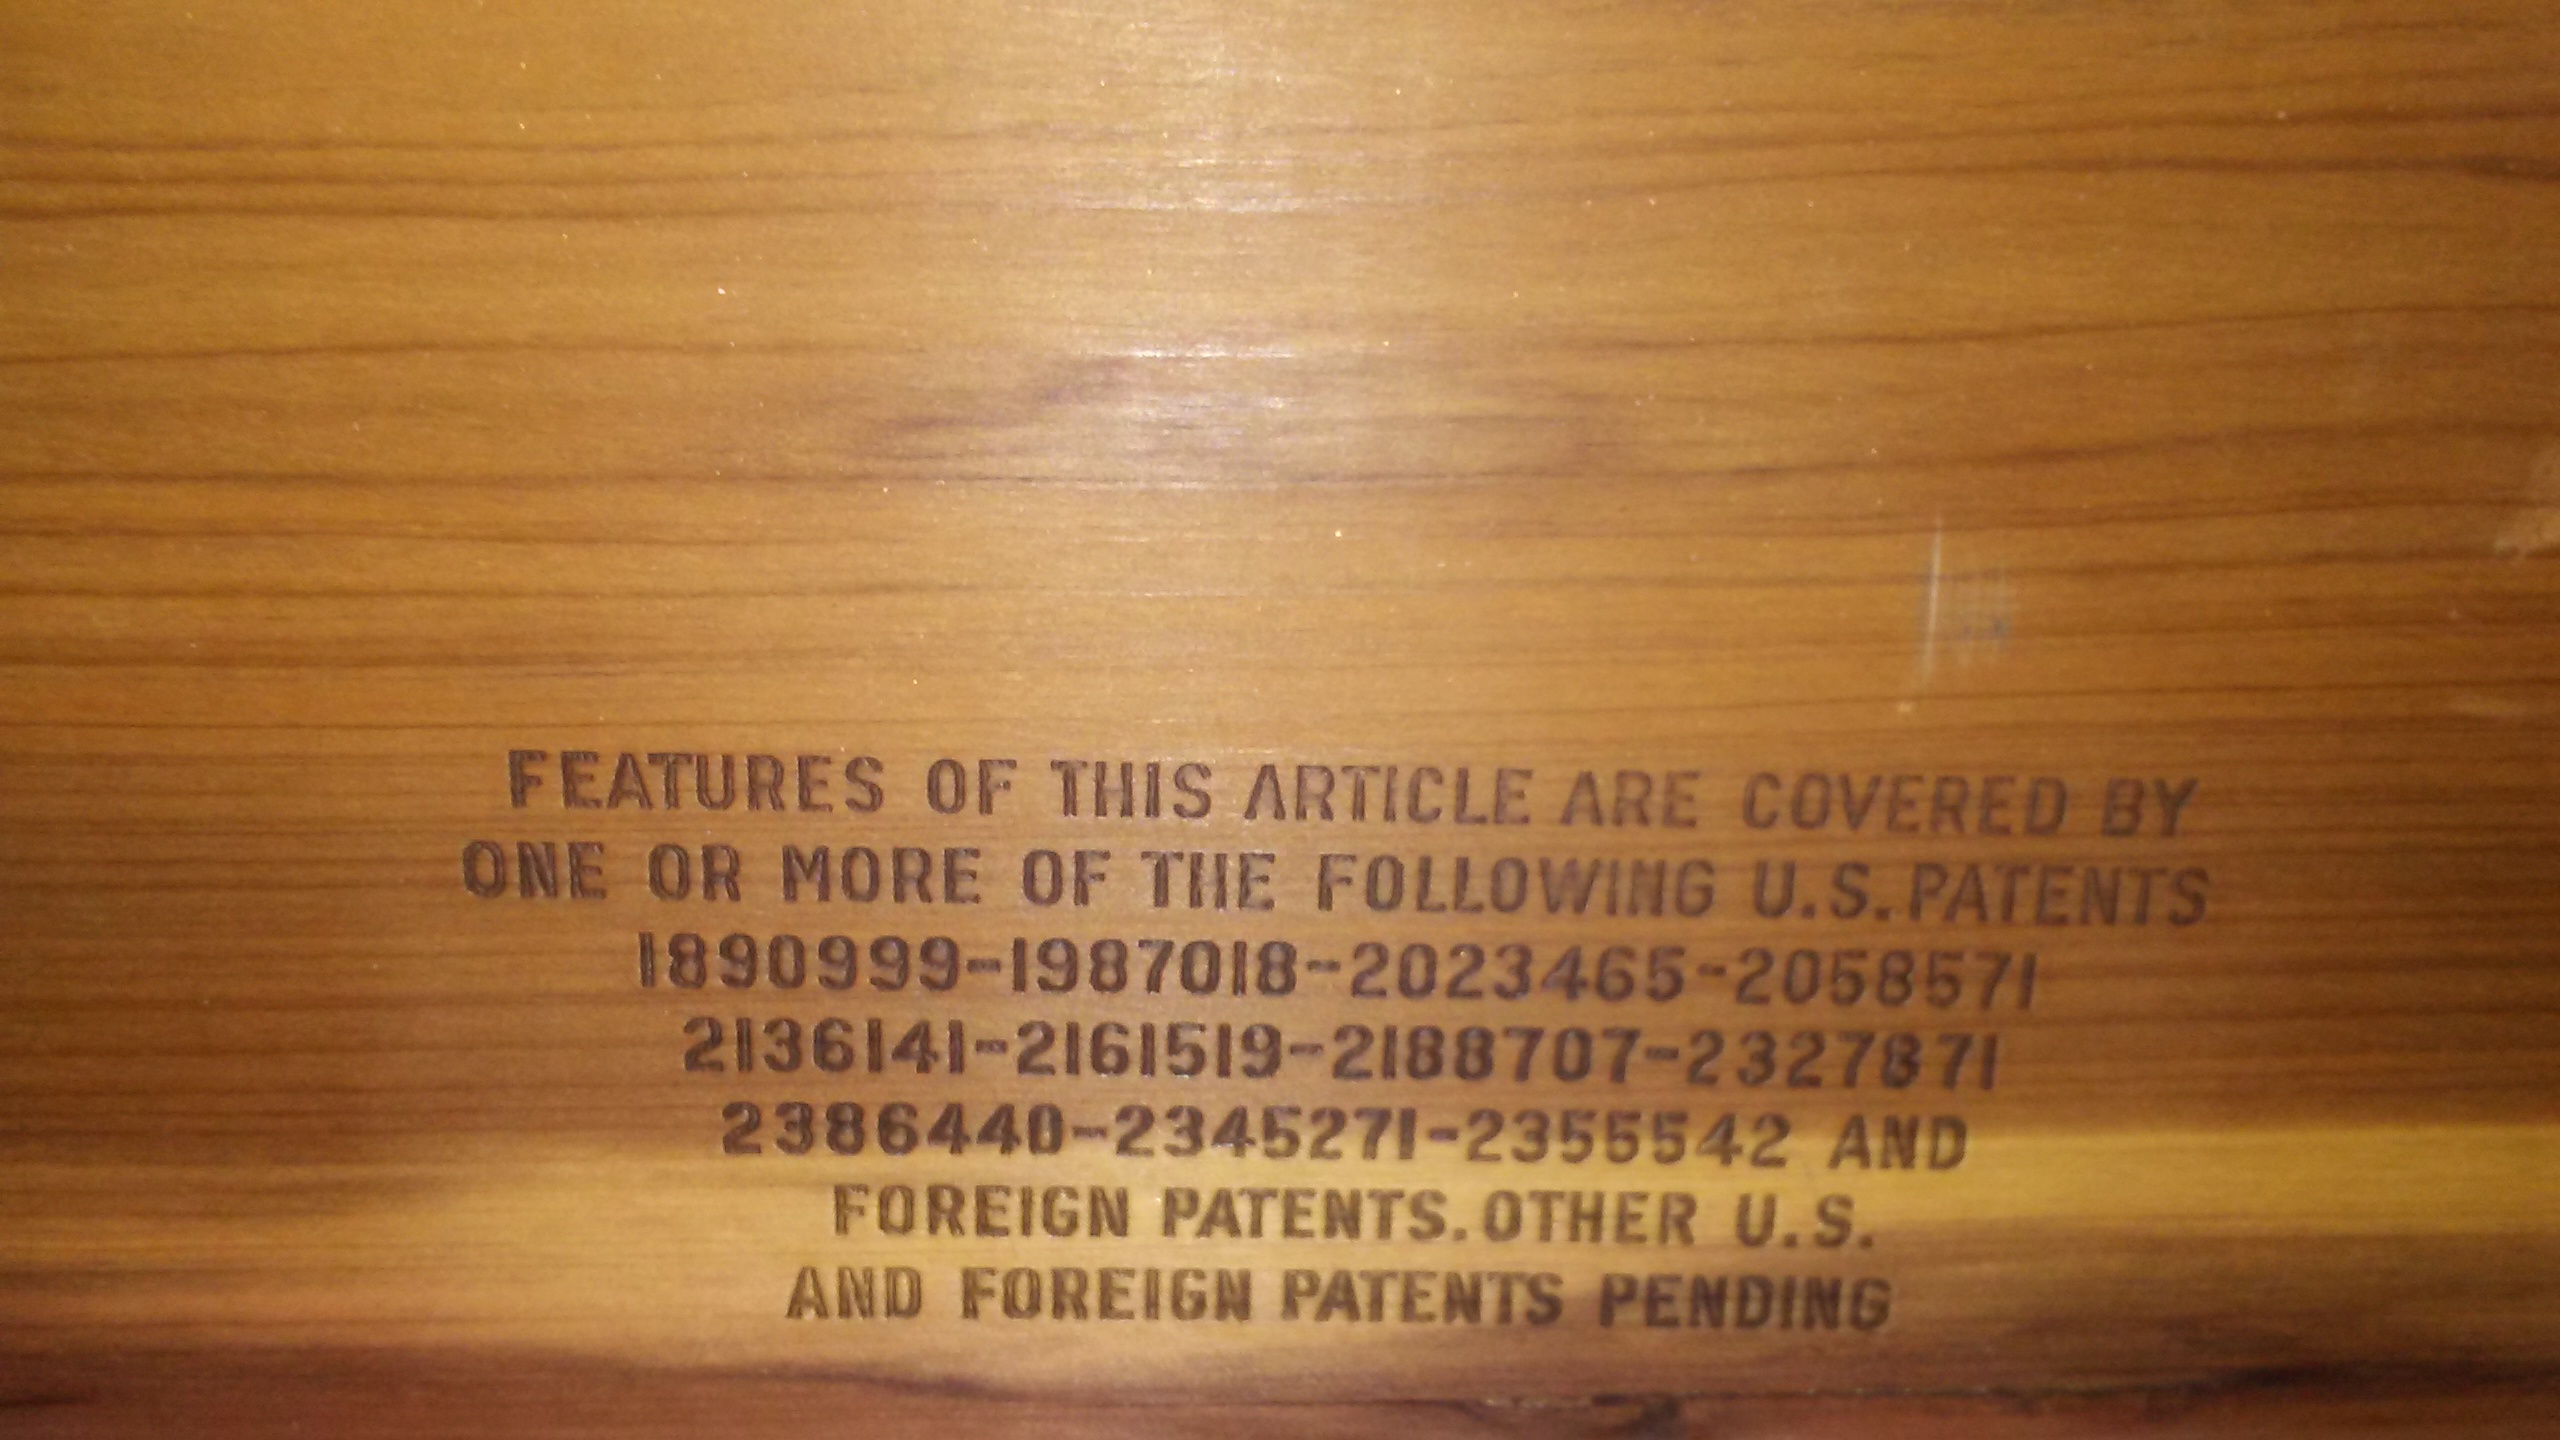 FEATURES OF THIS ARTICLE ARE COVERED BY
ONE OR MORE OF THE FOLLOWING U.S. PATENTS
1890999-1987018-2023465-2058571
2136141-2161519-2188707-2327871
2386440-2345271-2355542 AND
FOREIGN PATENTS. OTHER U.S.
AND FOREIGN PATENTS PENDING